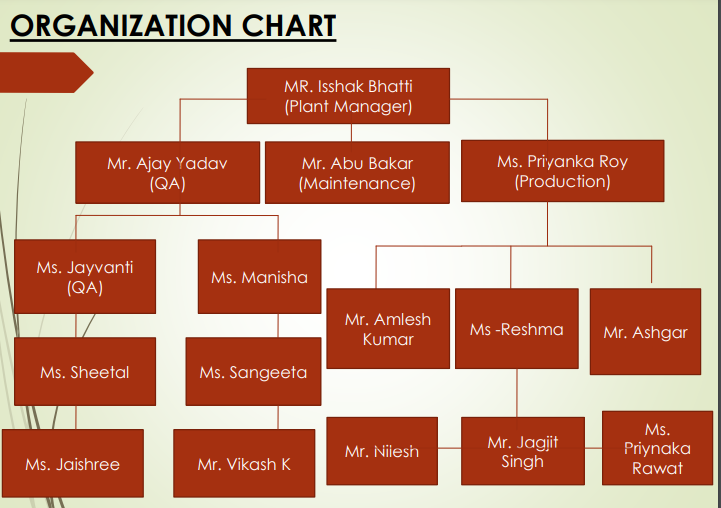 ORGANIZATION CHART
MR. Isshak Bhatti
(Plant Manager)
Mr. Ajay Yadav
(QA)
Mr. Abu Bakar
(Maintenance)
Ms. Priyanka Roy
(Production)
Ms. Jayvanti
(QA)
Ms. Manisha
Mr. Amlesh
Kumar
Ms -Reshma
Mr. Ashgar
Ms. Sheetal
Ms. Sangeeta
Ms. Jaishree
Mr. Vikash K
Mr. Nilesh
Mr. Jagjit
Singh
Ms.
Priynaka
Rawat